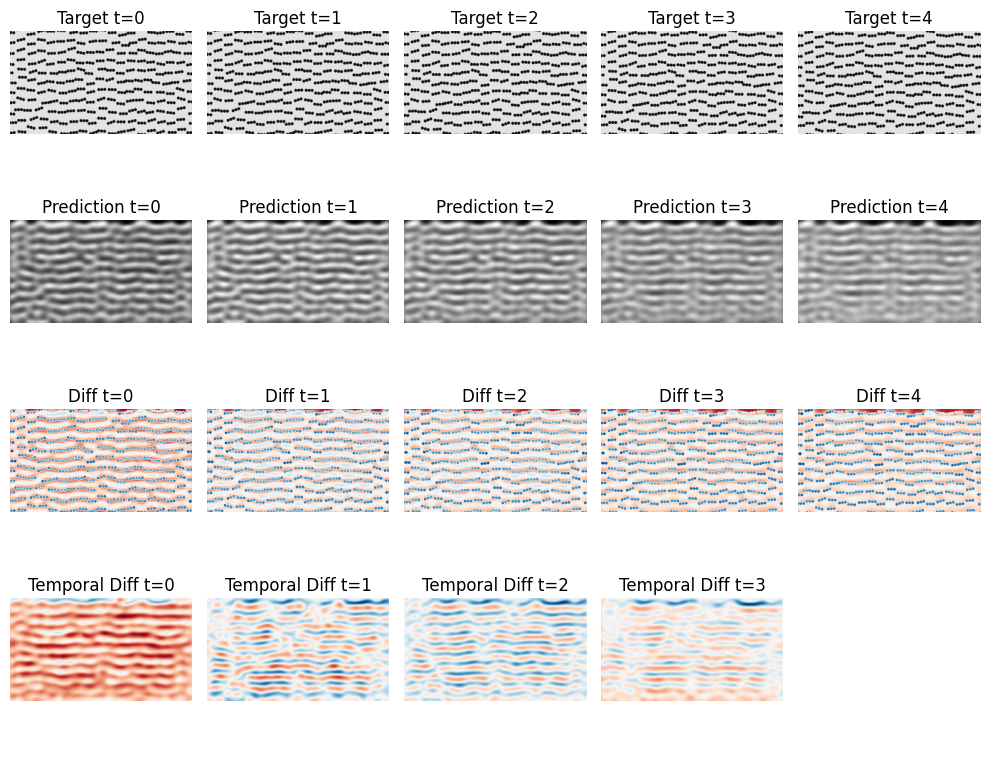 Target t=0 Target t=1 Target t=2 Target t=3 Target t=4
Prediction t=0 Prediction t=1 Prediction t=2 Prediction t=3 Prediction t=4
Diff t=0 Diff t=1 Diff t=2 Diff t=3 Diff t=4
Temporal Diff t=0 Temporal Diff t=1 Temporal Diff t=2 Temporal Diff t=3